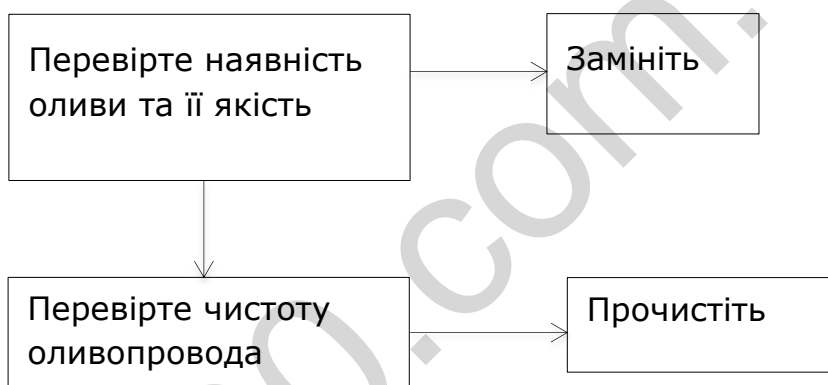 Перевірте наявність
оливи та її якість
Замініть
Перевірте чистоту
оливопровода
Прочистіть